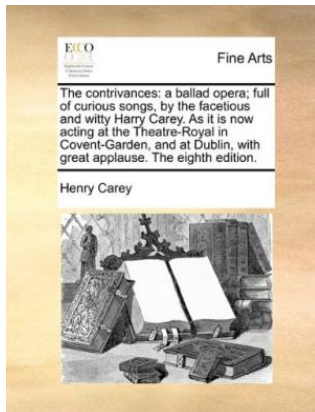 ECCO
Fine Arts
The contrivances: a ballad opera; full
of curious songs, by the facetious
and witty Harry Carey. As it is now
acting at the Theatre-Royal in
Covent-Garden, and at Dublin, with
great applause. The eighth edition.
Henry Carey